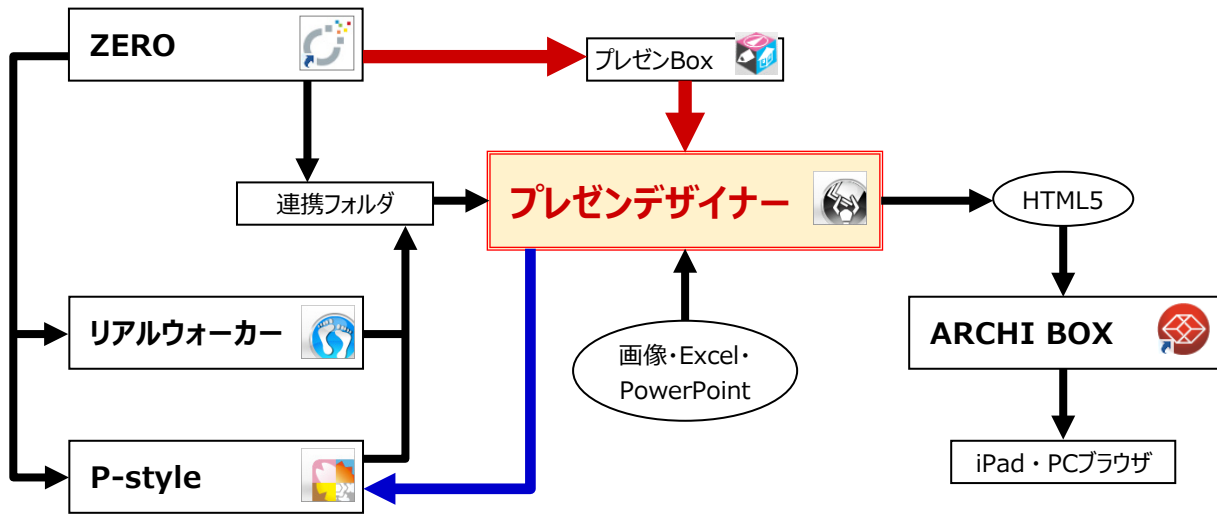 ZERO
プレゼンBox
連携フォルダ
プレゼンデザイナー
HTML5
リアルウォーカー
画像・Excel・
PowerPoint
ARCHI BOX
P-style
iPad・PCブラウザ